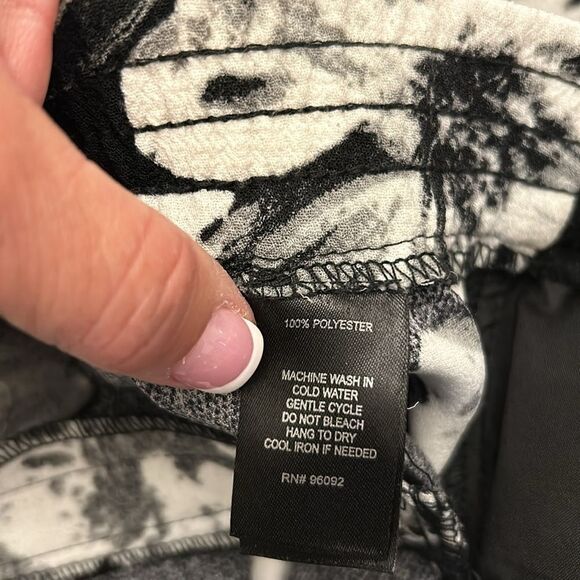 100% POLYESTER
MACHINE WASH IN
COLD WATER
GENTLE CYCLE
DO NOT BLEACH
HANG TO DRY
COOL IRON IF NEEDED
RN# 96092